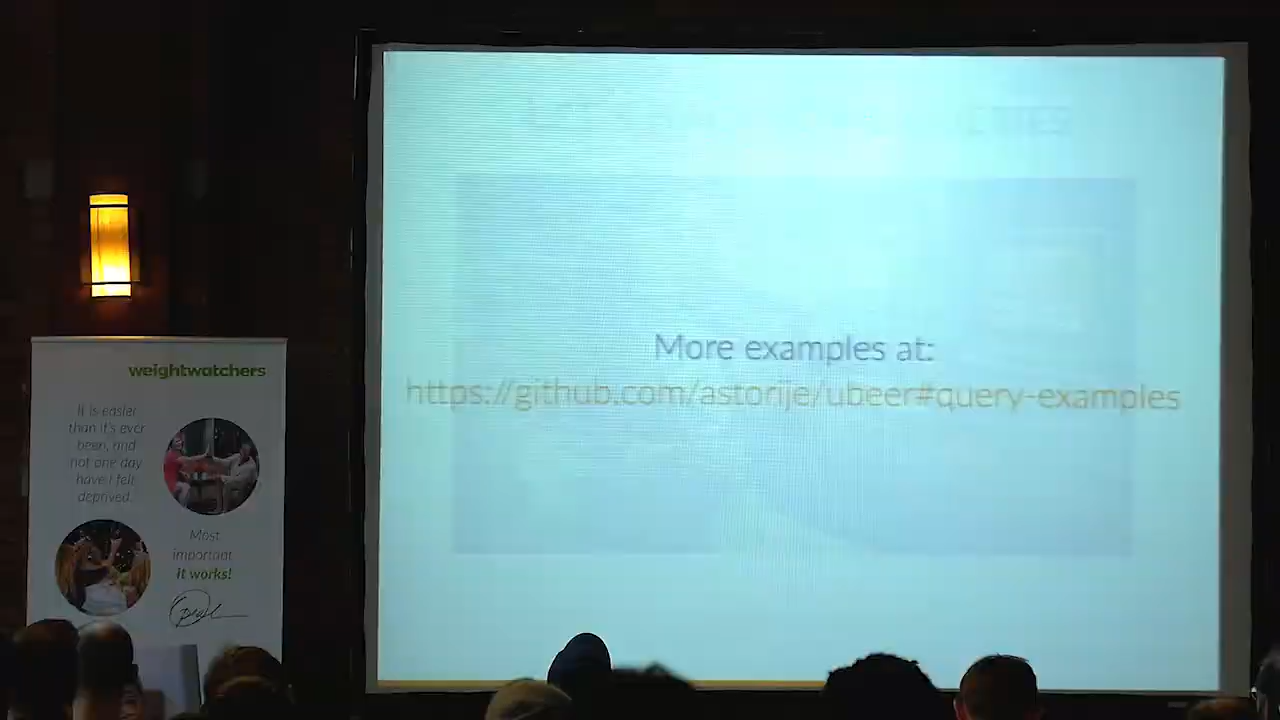 weightwatchers
It is easier
than it's ever
been, and
not one day
have I felt
deprived.
Most
important
it works!
More examples at:
https://github.com/astorije/ubeer#query-examples